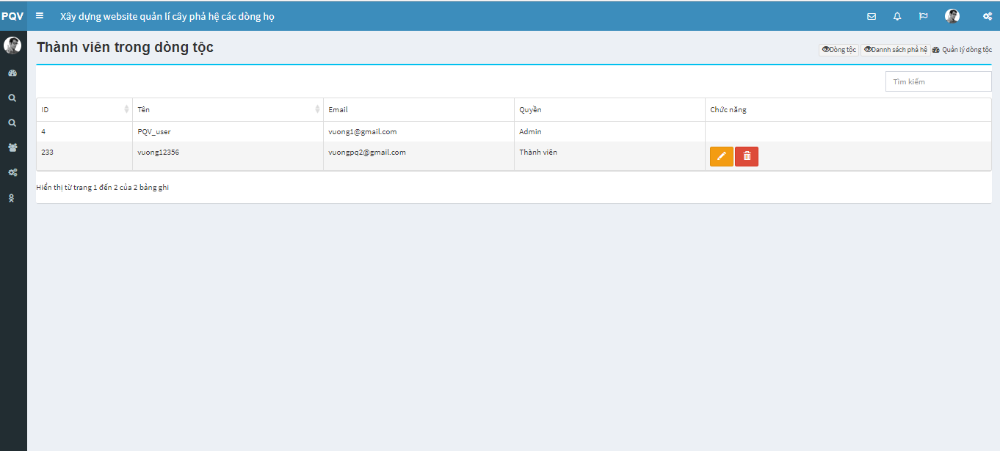 PQV Xây dựng website quản lí cây phả hệ các dòng họ
Thành viên trong dòng tộc
Dòng tộc Dannh sách phả hệ Quản lý dòng tộc
Tìm kiếm
ID Tên Email Quyền Chức năng
4 PQV_user vuong1@gmail.com Admin
233 vuong12356 vuongpq2@gmail.com Thành viên
Hiển thị từ trang 1 đến 2 của 2 bảng ghi